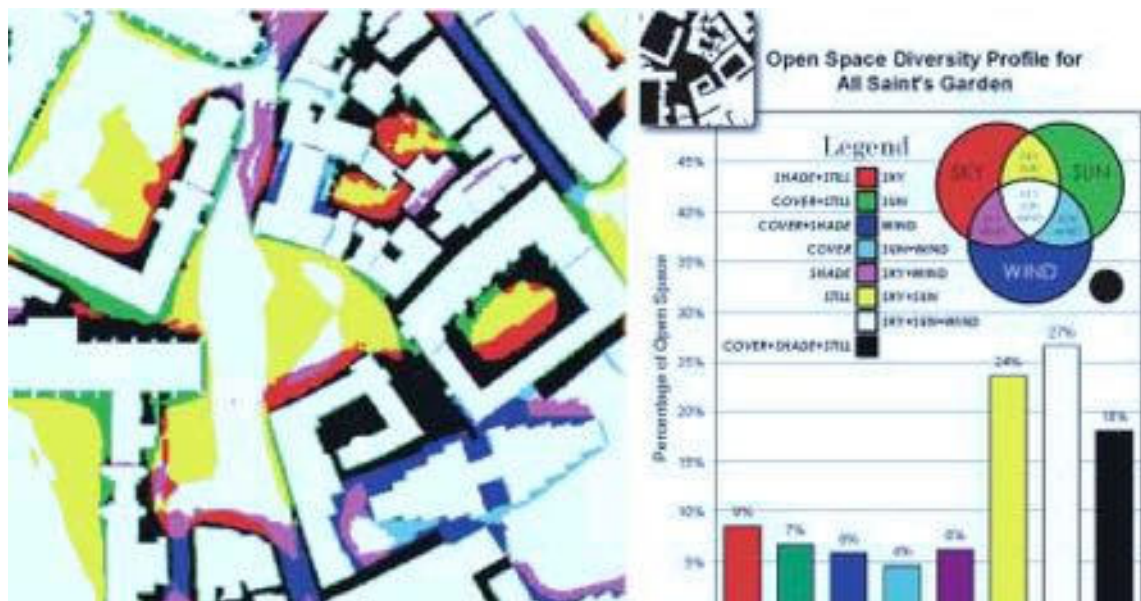 Open Space Diversity Profile for
All Saint's Garden
Legend
SHADE+STILL SKY
COVER+STILL SUN
COVER+SHADE WIND
COVER SUN+WIND
SHADE SKY+WIND
STILL SKY+SUN
SKY+SUN+WIND
COVER+SHADE+STILL
SKY
SUN
WIND
Percentage of Open Space
45%
40%
35%
30%
25%
20%
15%
10%
5%
9%
7%
6%
24%
27%
18%